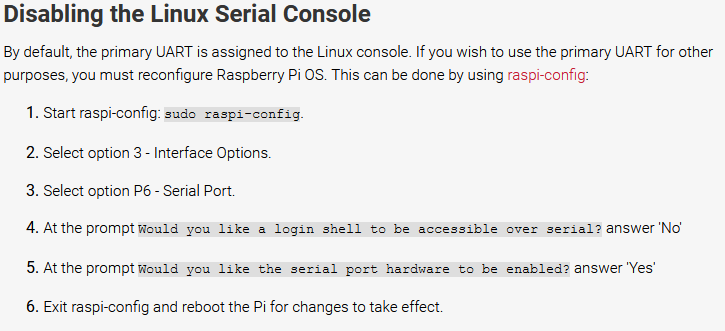 Disabling the Linux Serial Console
By default, the primary UART is assigned to the Linux console. If you wish to use the primary UART for other
purposes, you must reconfigure Raspberry Pi OS. This can be done by using raspi-config:
1. Start raspi-config: sudo raspi-config.
2. Select option 3 - Interface Options.
3. Select option P6 - Serial Port.
4. At the prompt Would you like a login shell to be accessible over serial? answer 'No'
5. At the prompt Would you like the serial port hardware to be enabled? answer 'Yes'
6. Exit raspi-config and reboot the Pi for changes to take effect.